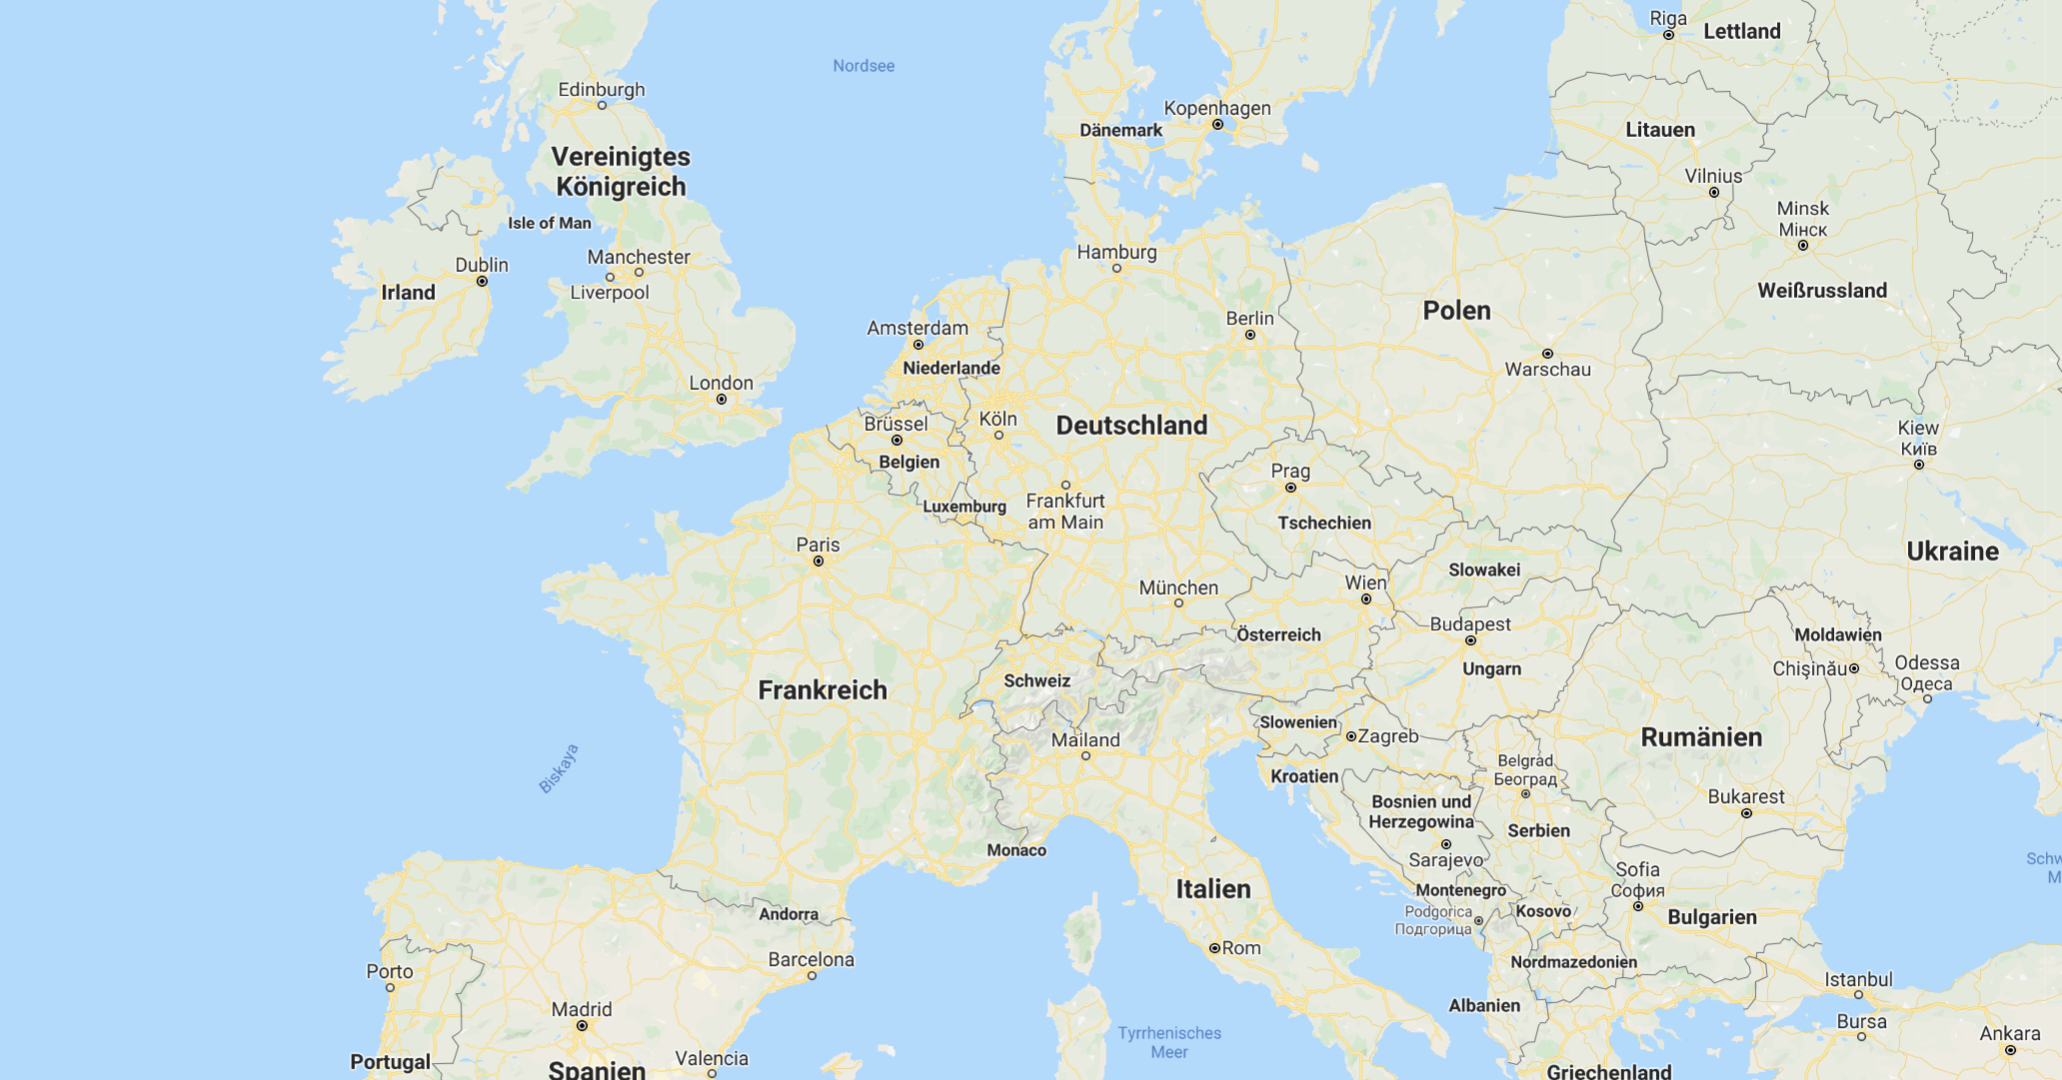 Riga
Lettland
Nordsee
Edinburgh
Kopenhagen
Dänemark
Litauen
Vereinigtes
Königreich
Vilnius
Minsk
Мінск
Isle of Man
Manchester
Hamburg
Dublin
Irland
Liverpool
Weißrussland
Polen
Berlin
Amsterdam
Niederlande
Warschau
London
Köln
Brüssel
Deutschland
Kiew
Київ
Belgien
Prag
Luxemburg
Frankfurt
am Main
Tschechien
Paris
Ukraine
Slowakei
München
Wien
Budapest
Österreich
Moldawien
Ungarn
Chișinău
Odessa
Одеса
Schweiz
Frankreich
Slowenien
Zagreb
Rumänien
Mailand
Biskaya
Belgrad
Београд
Kroatien
Bukarest
Bosnien und
Herzegowina
Serbien
Monaco
Sarajevo
Schw
M
Sofia
София
Italien
Montenegro
Andorra
Podgorica
Подгорица
Kosovo
Bulgarien
Rom
Barcelona
Nordmazedonien
Porto
Istanbul
Madrid
Albanien
Bursa
Tyrrhenisches
Meer
Ankara
Portugal
Valencia
Spanien
Griechenland